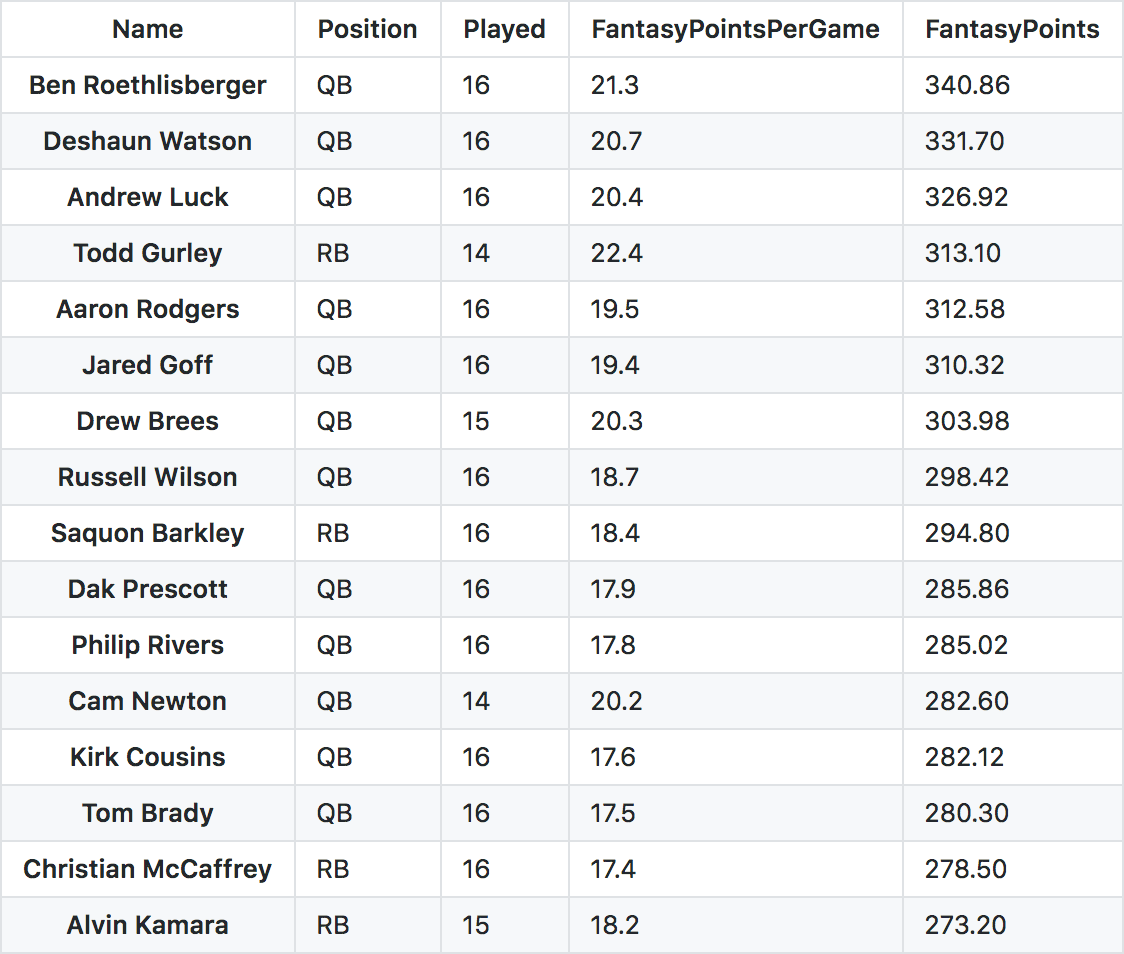 Name Position Played FantasyPointsPerGame FantasyPoints
Ben Roethlisberger QB 16 21.3 340.86
Deshaun Watson QB 16 20.7 331.70
Andrew Luck QB 16 20.4 326.92
Todd Gurley RB 14 22.4 313.10
Aaron Rodgers QB 16 19.5 312.58
Jared Goff QB 16 19.4 310.32
Drew Brees QB 15 20.3 303.98
Russell Wilson QB 16 18.7 298.42
Saquon Barkley RB 16 18.4 294.80
Dak Prescott QB 16 17.9 285.86
Philip Rivers QB 16 17.8 285.02
Cam Newton QB 14 20.2 282.60
Kirk Cousins QB 16 17.6 282.12
Tom Brady QB 16 17.5 280.30
Christian McCaffrey RB 16 17.4 278.50
Alvin Kamara RB 15 18.2 273.20